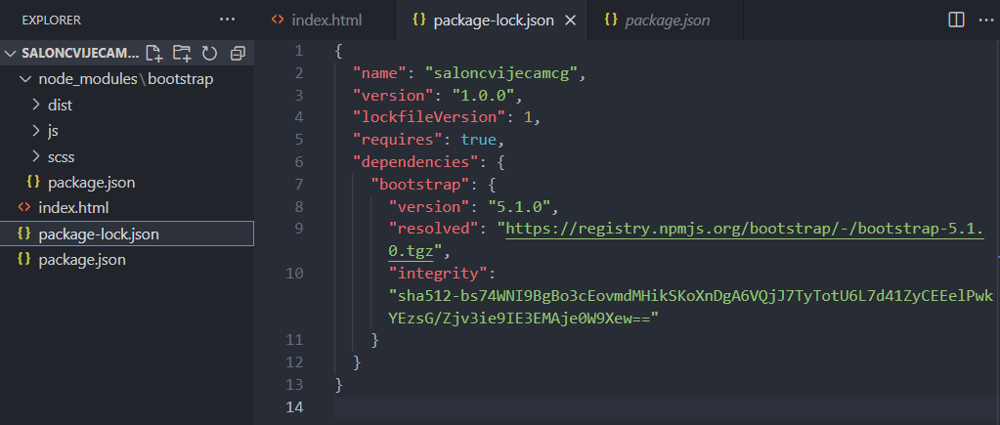 EXPLORER
SALONCVIJECAM...
node_modules\bootstrap
dist
js
scss
{} package.json
<> index.html
{} package-lock.json
{} package.json
<> index.html
{} package-lock.json ×
{} package.json
1 {
2 "name": "saloncvijecamcg",
3 "version": "1.0.0",
4 "lockfileVersion": 1,
5 "requires": true,
6 "dependencies": {
7 "bootstrap": {
8 "version": "5.1.0",
9 "resolved": "https://registry.npmjs.org/bootstrap/-/bootstrap-5.1.
0.tgz",
10 "integrity":
"sha512-bs74WNI9BgBo3cEovmdMHikSKoXnDgA6VQjJ7TyTotU6L7d41ZyCEEelPwk
YEzsG/Zjv3ie9IE3EMAje0W9Xew=="
11 }
12 }
13 }
14